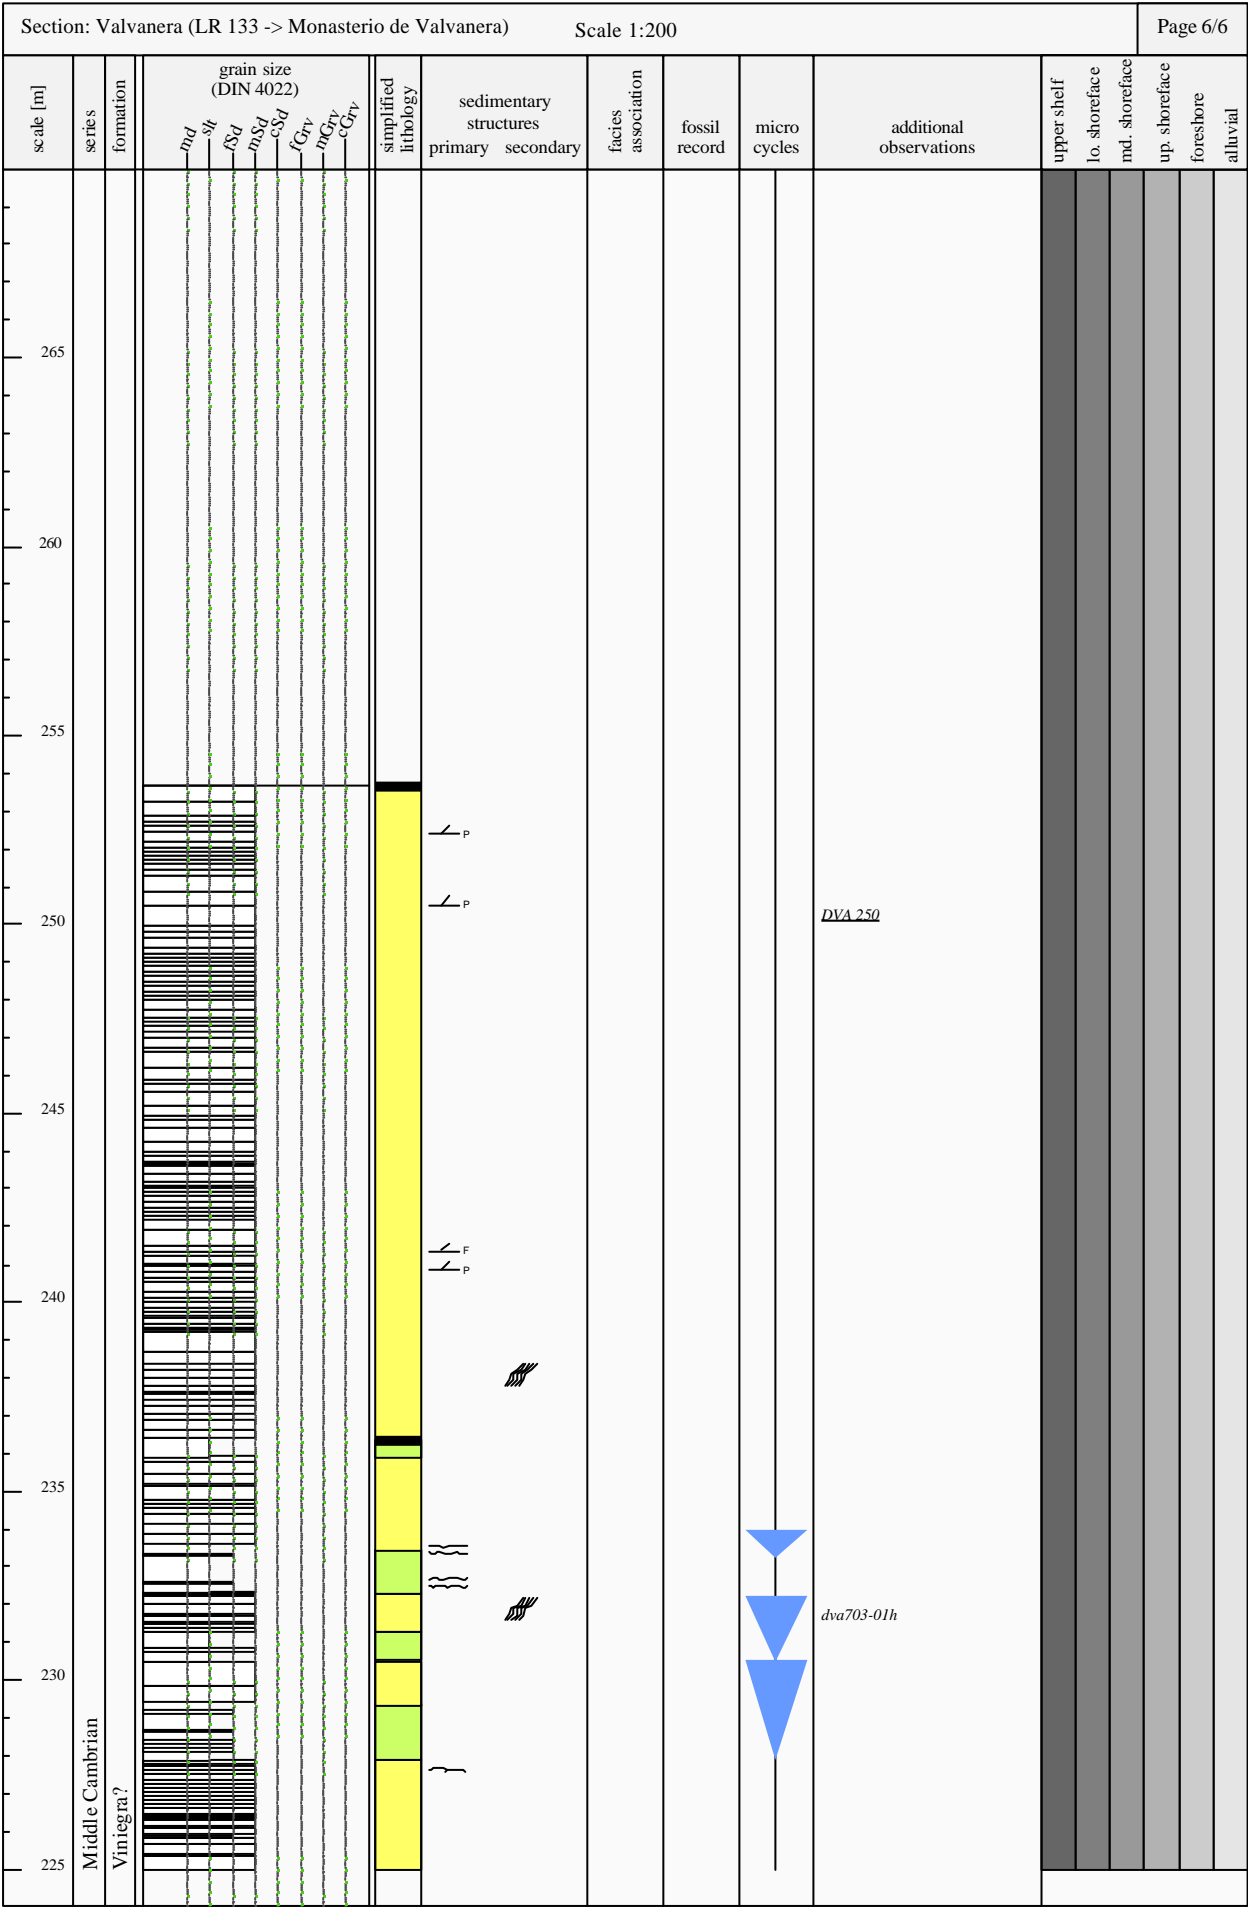 Section: Valvanera (LR 133 -> Monasterio de Valvanera)
Scale 1:200
Page 6/6
scale [m]
series
formation
grain size
(DIN 4022)
md
slt
fSd
mSd
cSd
fGrv
mGrv
cGrv
simplified
lithology
sedimentary
structures
primary secondary
facies
association
fossil
record
micro
cycles
additional
observations
upper shelf
lo. shoreface
md. shoreface
up. shoreface
foreshore
alluvial
265
260
255
P
P
250
DVA 250
245
F
P
240
235
dva703-01h
230
Middle Cambrian
Viniegra?
225